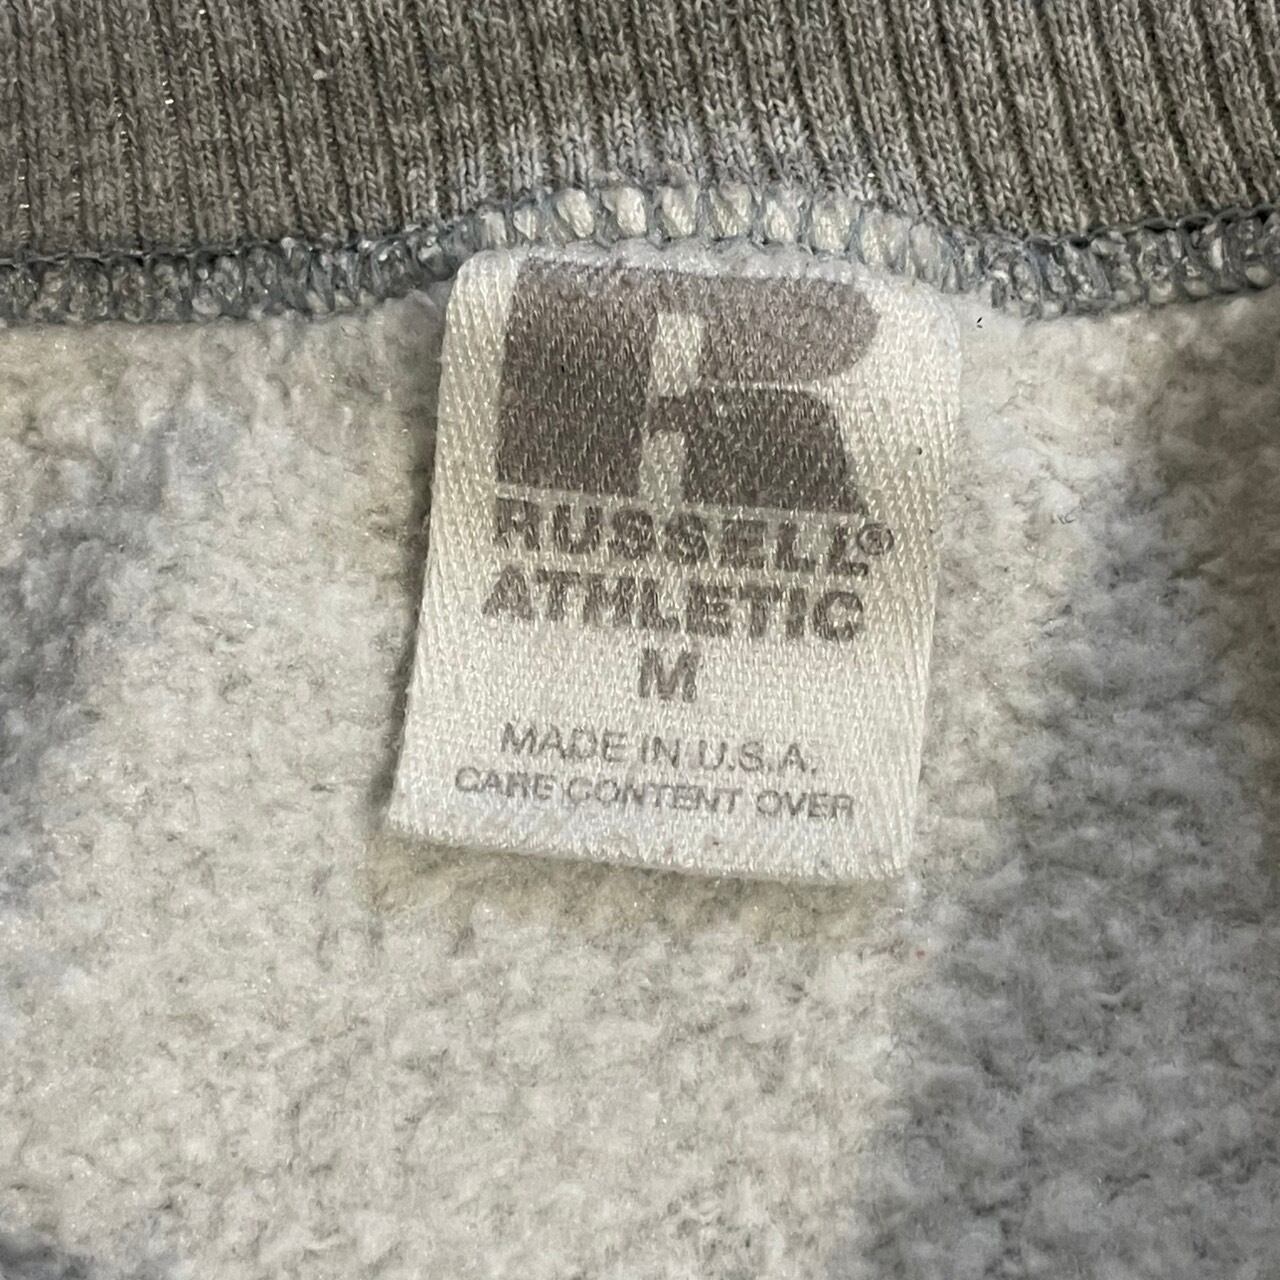 R
RUSSELL®
ATHLETIC
M
MADE IN U.S.A.
CARE CONTENT OVER